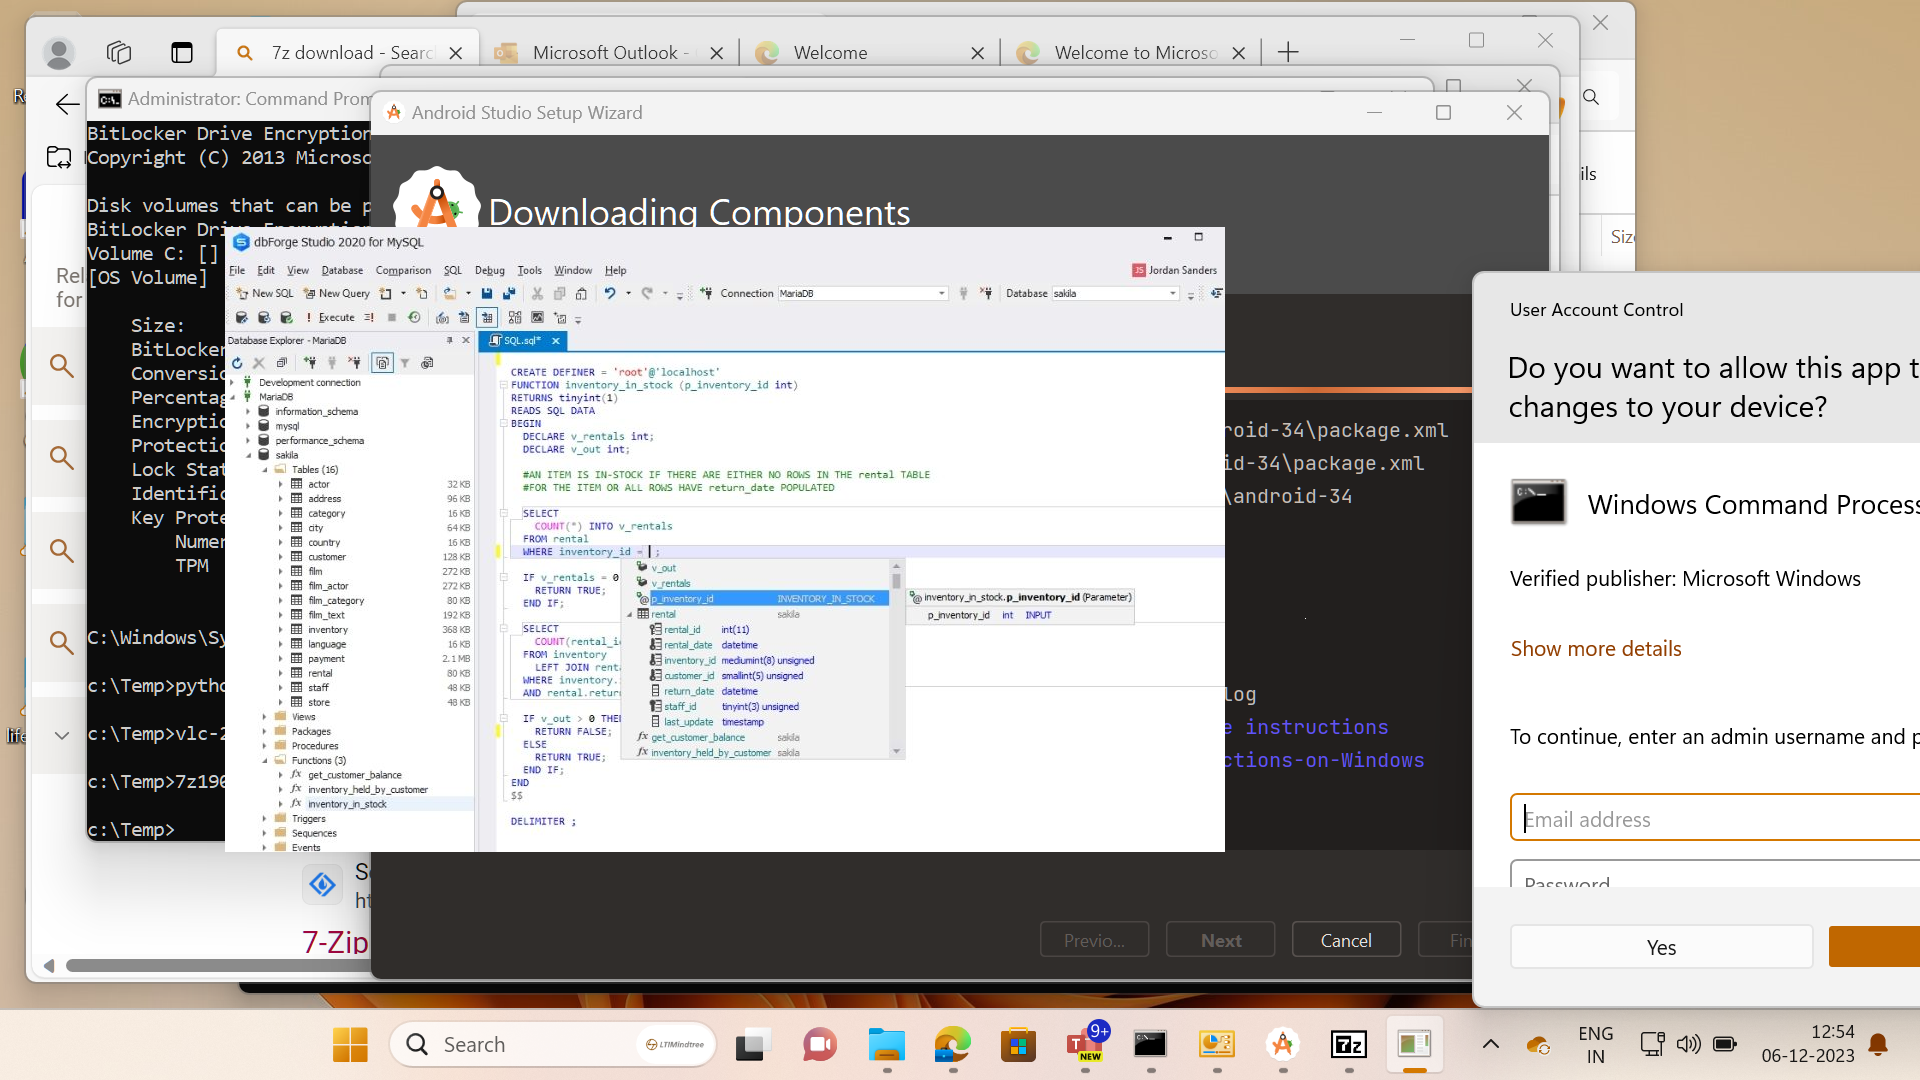 7z download - Searc
Microsoft Outlook -
Welcome
Welcome to Microso
Administrator: Command Prom
BitLocker Drive Encryption
Copyright (C) 2013 Microso
Disk volumes that can be p
Volume C: []
[OS Volume]
Size:
BitLocker
Conversio
Percentag
Encryptio
Protectio
Lock Stat
Identific
Key Prote
Numer
TPM
C:\Windows\Sy
c:\Temp>pytho
c:\Temp>vlc-2
c:\Temp>7z190
c:\Temp>
Rel
for
7-Zip
Android Studio Setup Wizard
Downloading Components
roid-34\package.xml
id-34\package.xml
\android-34
log
e instructions
ctions-on-Windows
Previo...
Next
Cancel
Fin
ils
Size
dbForge Studio 2020 for MySQL
File Edit View Database Comparison SQL Debug Tools Window Help
JS Jordan Sanders
New SQL New Query Connection MariaDB Database sakila
Execute
Database Explorer - MariaDB
Development connection
MariaDB
information_schema
mysql
performance_schema
sakila
Tables (16)
actor 32 KB
address 96 KB
category 16 KB
city 64 KB
country 16 KB
customer 128 KB
film 272 KB
film_actor 272 KB
film_category 80 KB
film_text 192 KB
inventory 368 KB
language 16 KB
payment 2.1 MB
rental 80 KB
staff 48 KB
store 48 KB
Views
Packages
Procedures
Functions (3)
get_customer_balance
inventory_held_by_customer
inventory_in_stock
Triggers
Sequences
Events
SQL.sql*
CREATE DEFINER = 'root'@'localhost'
FUNCTION inventory_in_stock (p_inventory_id int)
RETURNS tinyint(1)
READS SQL DATA
BEGIN
DECLARE v_rentals int;
DECLARE v_out int;
#AN ITEM IS IN-STOCK IF THERE ARE EITHER NO ROWS IN THE rental TABLE
#FOR THE ITEM OR ALL ROWS HAVE return_date POPULATED
SELECT
COUNT(*) INTO v_rentals
FROM rental
WHERE inventory_id = ;
IF v_rentals = 0
RETURN TRUE;
END IF;
SELECT
COUNT(rental_id
FROM inventory
LEFT JOIN renta
WHERE inventory.
AND rental.return
IF v_out > 0 THEN
RETURN FALSE;
ELSE
RETURN TRUE;
END IF;
END
$$
DELIMITER ;
v_out
v_rentals
p_inventory_id INVENTORY_IN_STOCK
rental sakila
rental_id int(11)
rental_date datetime
inventory_id mediumint(8) unsigned
customer_id smallint(5) unsigned
return_date datetime
staff_id tinyint(3) unsigned
last_update timestamp
get_customer_balance sakila
inventory_held_by_customer sakila
inventory_in_stock.p_inventory_id (Parameter)
p_inventory_id int INPUT
User Account Control
Do you want to allow this app t
changes to your device?
Windows Command Process
Verified publisher: Microsoft Windows
Show more details
To continue, enter an admin username and p
Email address
Password
Yes
Search
LTIMindtree
9+
NEW
7z
ENG
IN
12:54
06-12-2023